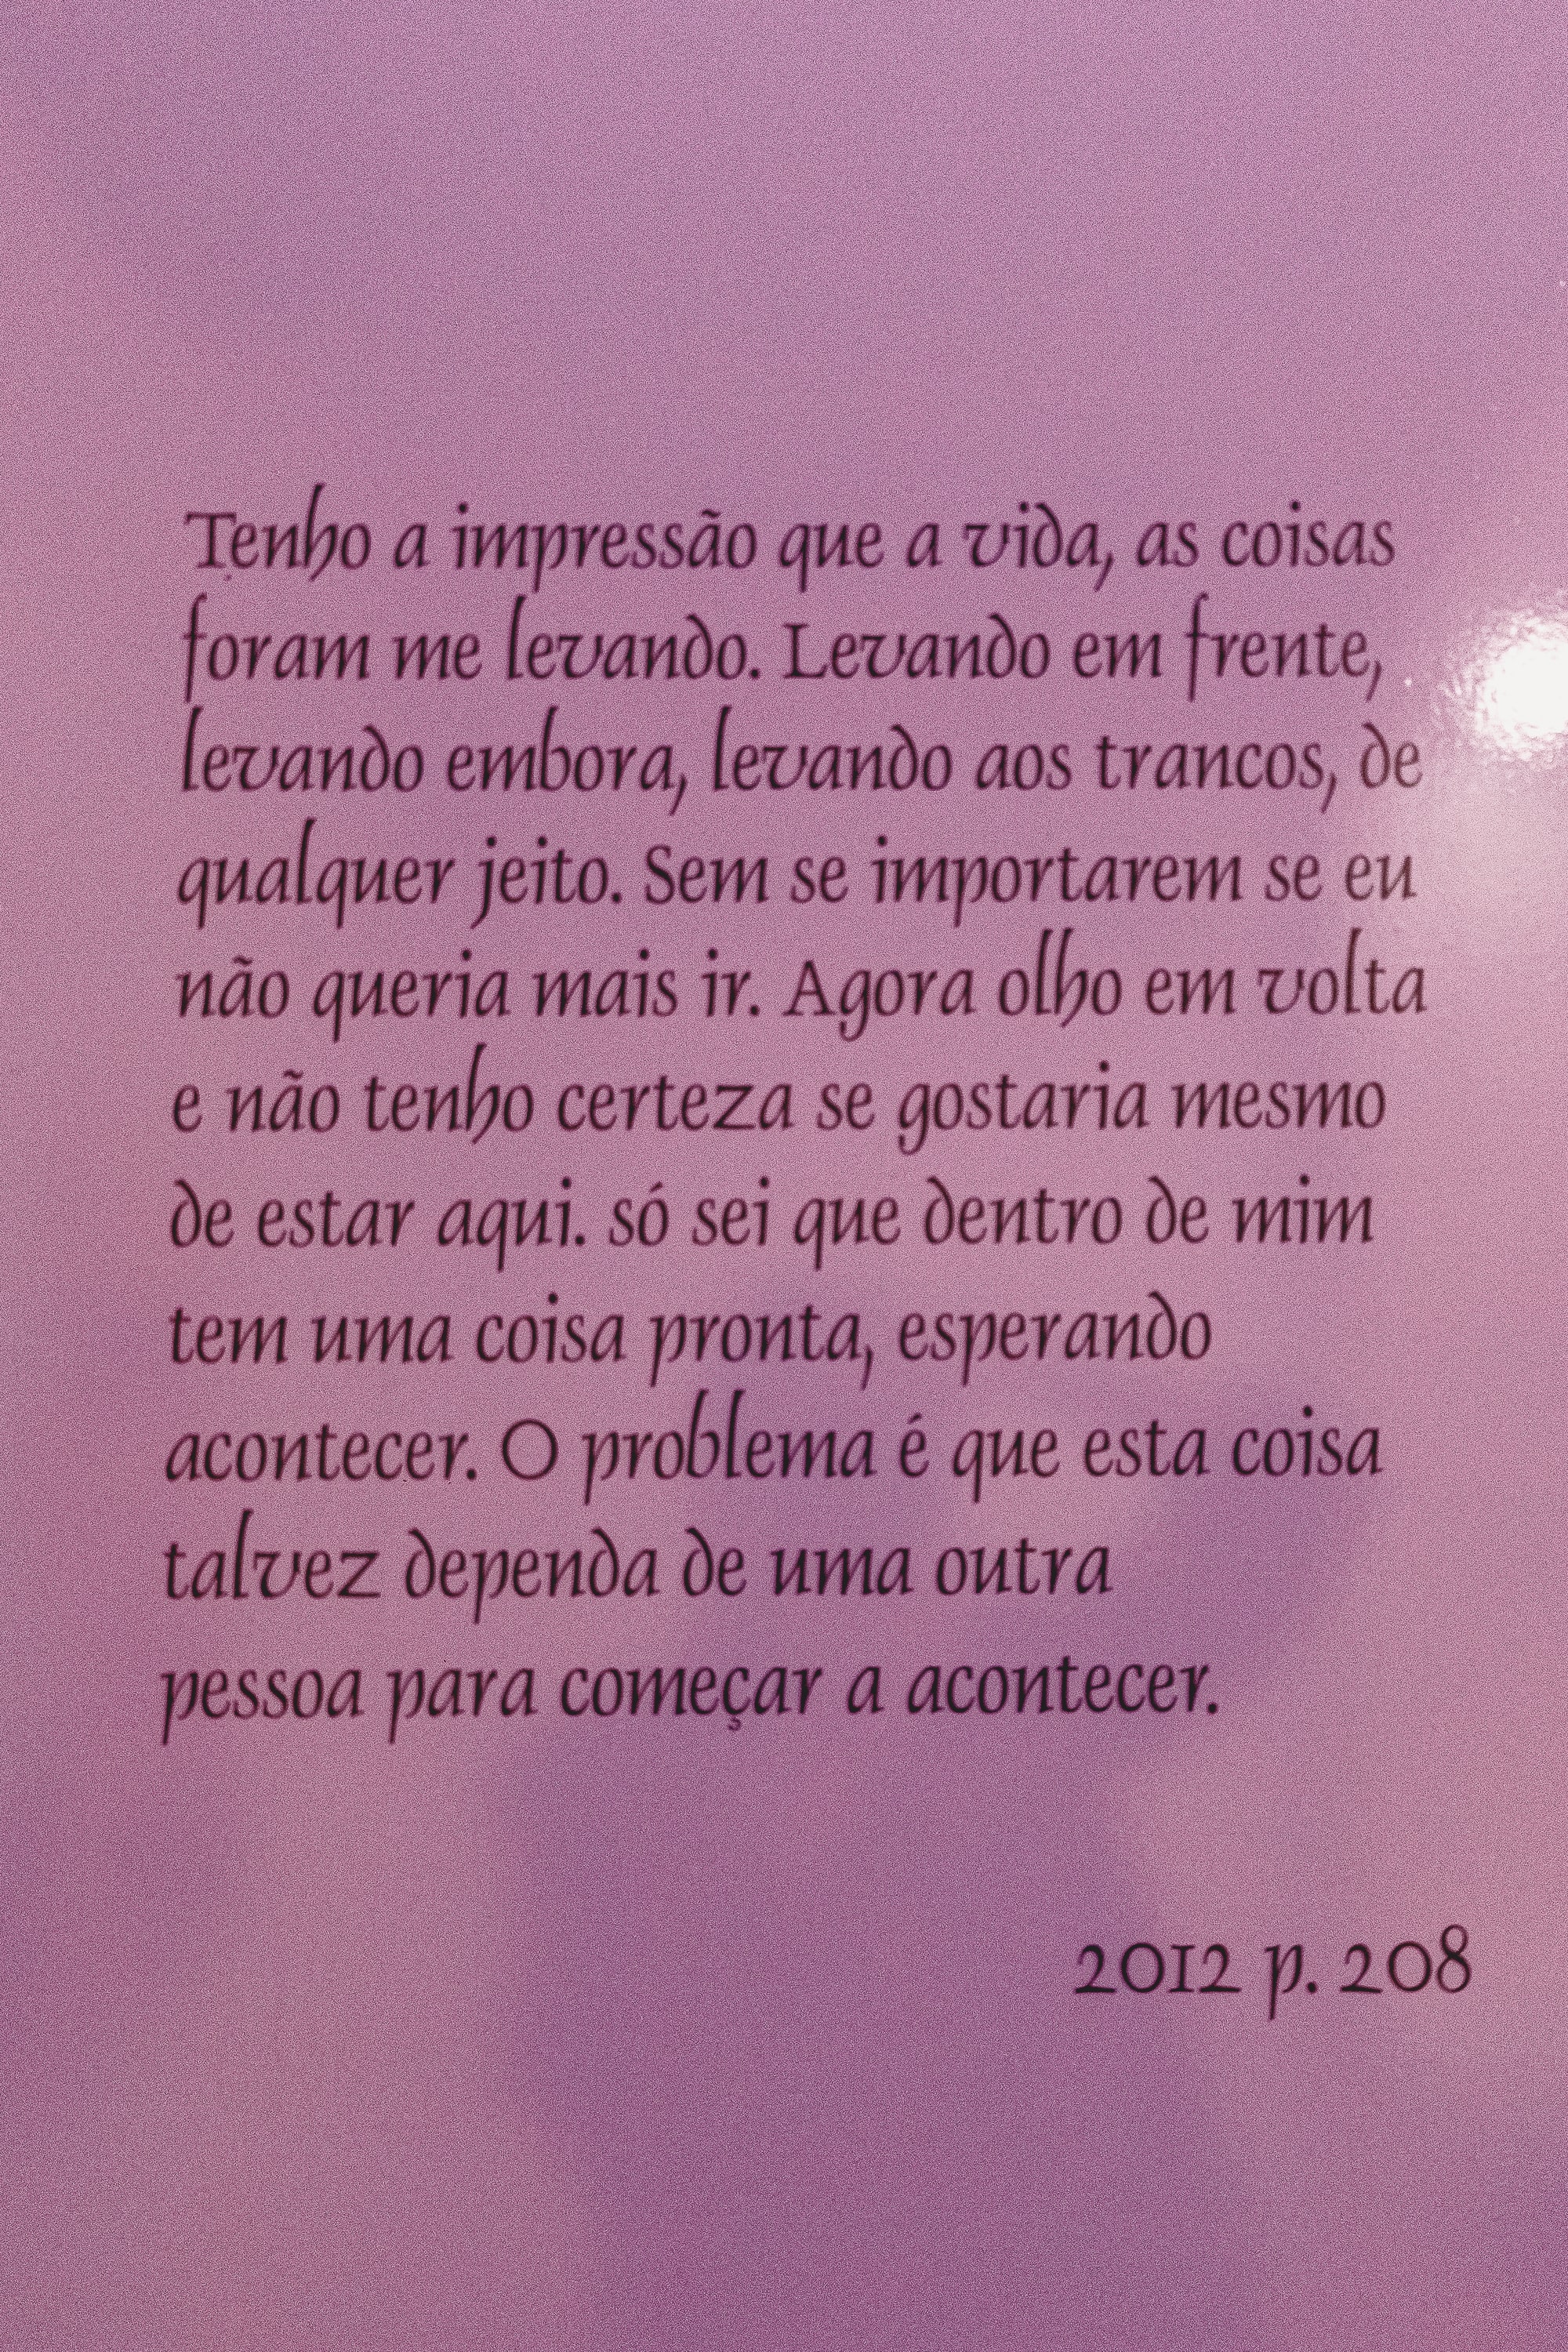 Tenho a impressão que a vida, as coisas
foram me levando. Levando em frente,
levando embora, levando aos trancos, de
qualquer jeito. Sem se importarem se eu
não queria mais ir. Agora olho em volta
e não tenho certeza se gostaria mesmo
de estar aqui. só sei que dentro de mim
tem uma coisa pronta, esperando
acontecer. O problema é que esta coisa
talvez dependa de uma outra
pessoa para começar a acontecer.
2012 p. 208